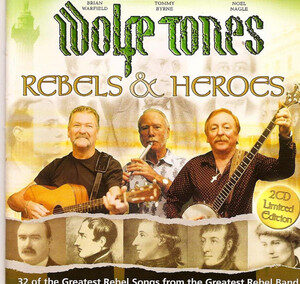 BRIAN WARFIELD
TOMMY BYRNE
NOEL NAGLE
Wolfe Tones
REBELS & HEROES
2CD
Limited
Edition
32 of the Greatest Rebel Songs from the Greatest Rebel Band